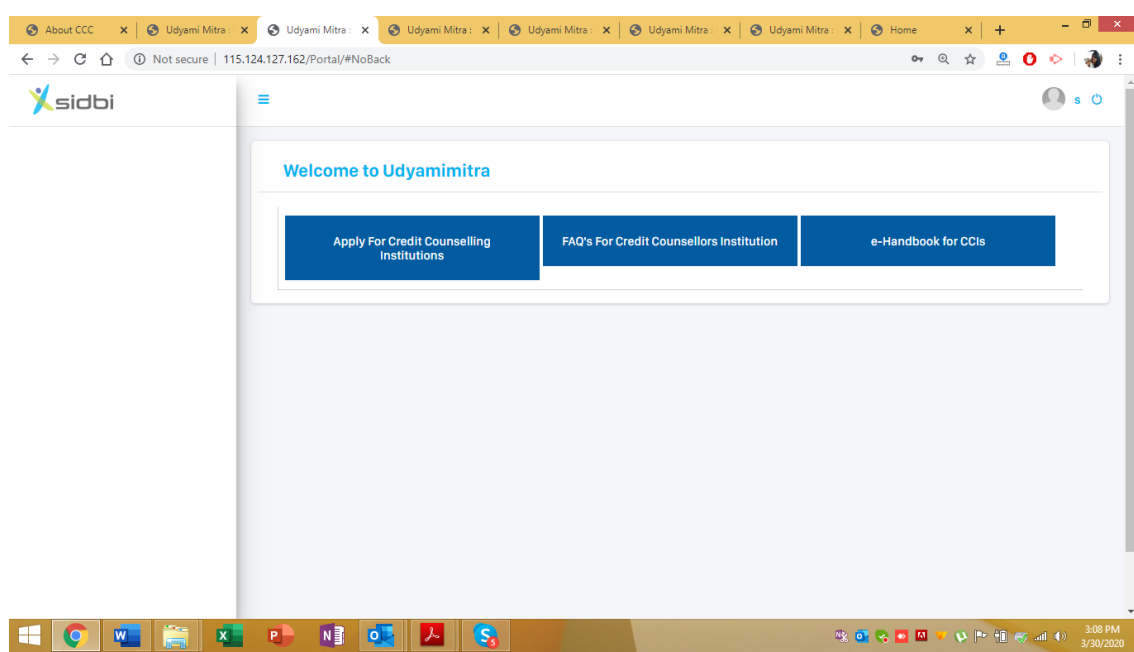 About CCC
Udyami Mitra :
Udyami Mitra :
Udyami Mitra :
Udyami Mitra :
Udyami Mitra :
Udyami Mitra :
Home
Not secure | 115.124.127.162/Portal/#NoBack
sidbi
s
Welcome to Udyamimitra
Apply For Credit Counselling
Institutions
FAQ's For Credit Counsellors Institution
e-Handbook for CCIs
3:08 PM
3/30/2020